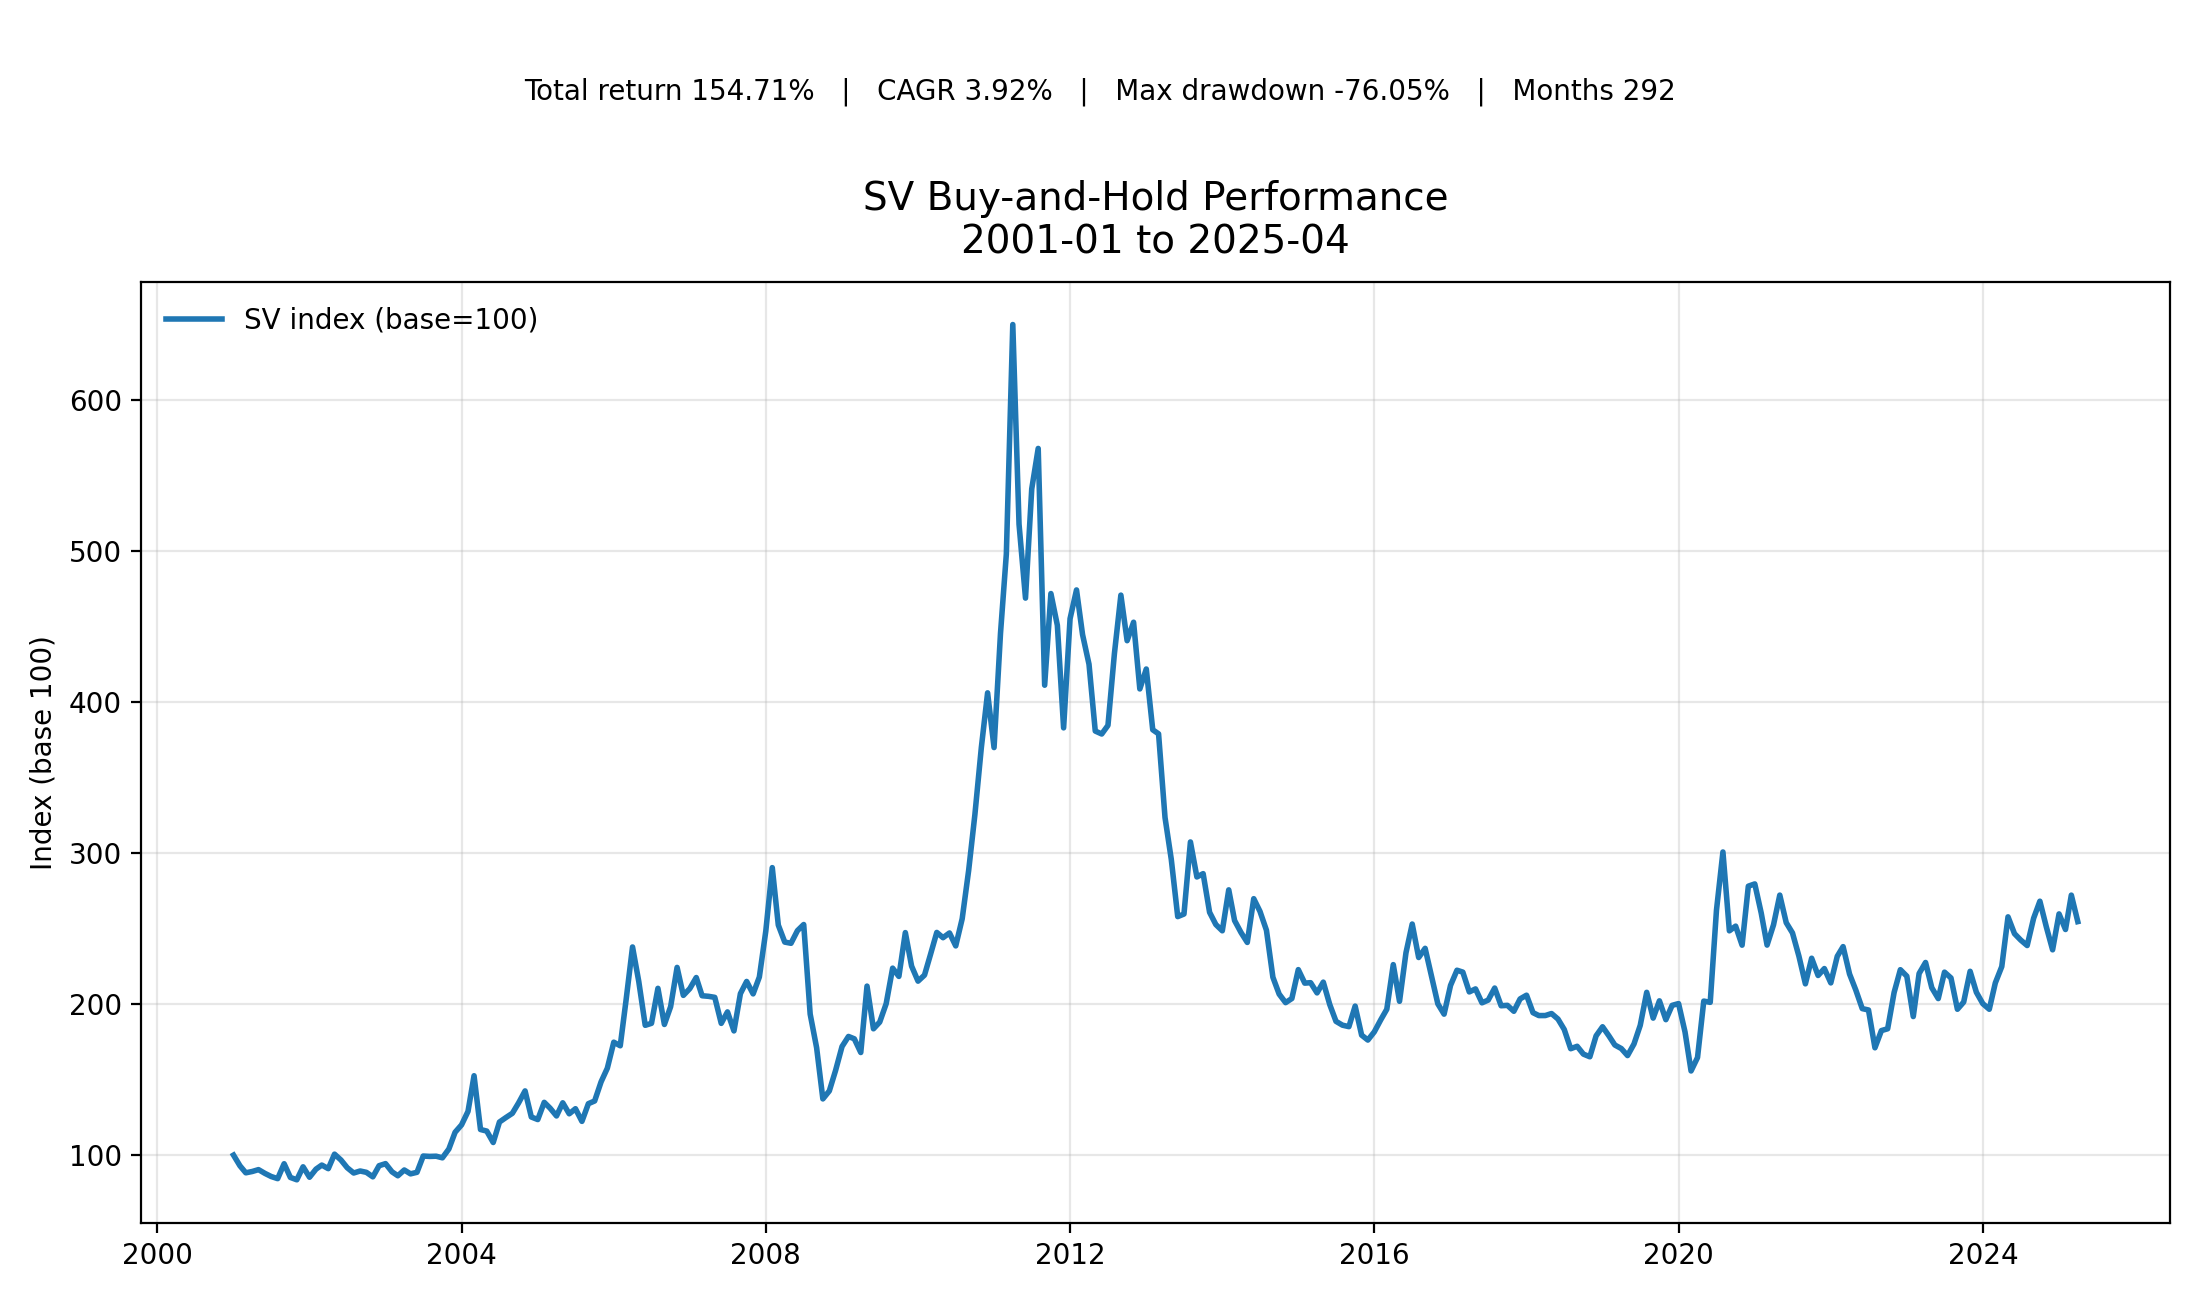 Total return 154.71%   |   CAGR 3.92%   |   Max drawdown -76.05%   |   Months 292
SV Buy-and-Hold Performance
2001-01 to 2025-04
SV index (base=100)
Index (base 100)
600
500
400
300
200
100
2000
2004
2008
2012
2016
2020
2024